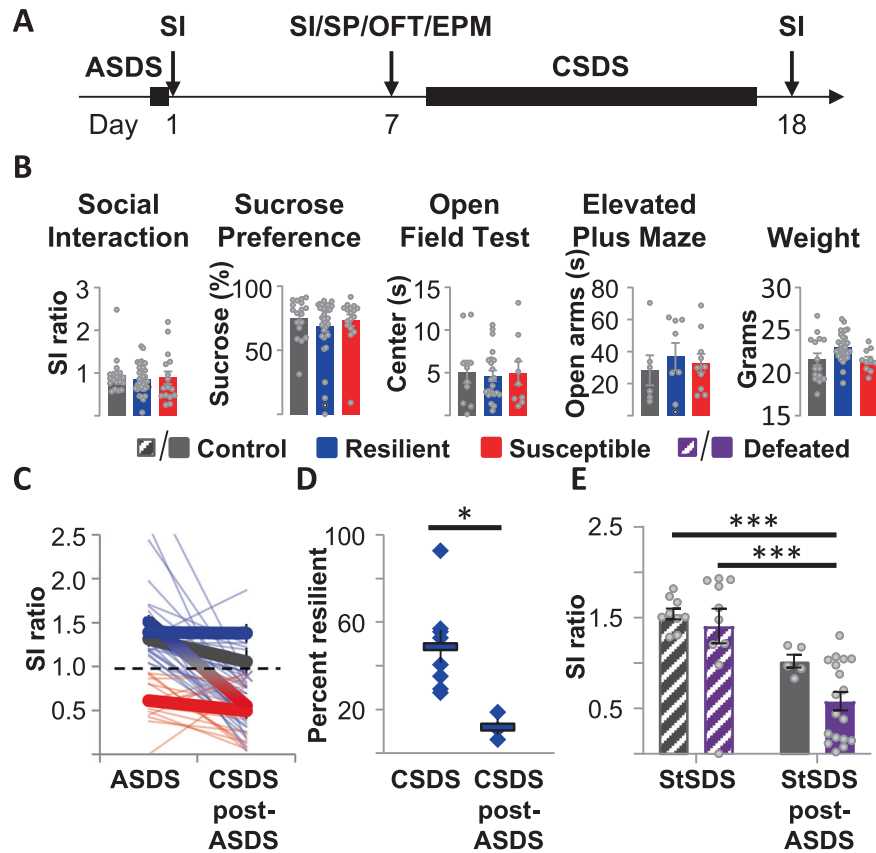 A
SI
SI/SP/OFT/EPM
SI
ASDS
CSDS
Day
1
7
18
B
Social
Interaction
Sucrose
Preference
Open
Field Test
Elevated
Plus Maze
Weight
SI ratio
3
2
1
0
Sucrose (%)
100
50
Center (s)
15
10
5
0
Open arms (s)
80
60
40
20
Grams
30
25
20
15
/ Control
Resilient
Susceptible
/ Defeated
C
SI ratio
2.5
2.0
1.5
1.0
0.5
ASDS
CSDS
post-
ASDS
D
Percent resilient
100
60
20
*
CSDS
CSDS
post-
ASDS
E
SI ratio
2.5
1.5
0.5
***
***
StSDS
StSDS
post-
ASDS